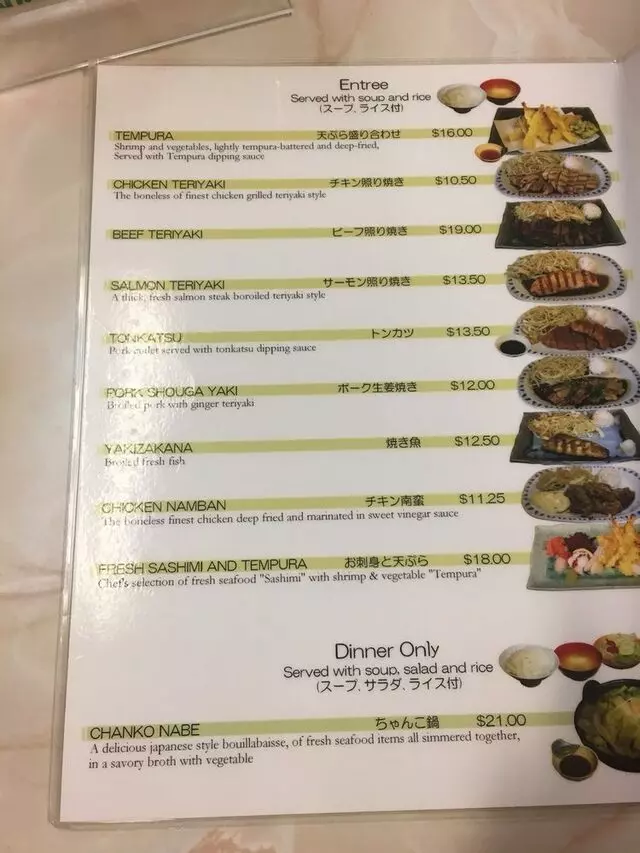 Entree
Served with soup and rice
(スープ、ライス付)
TEMPURA 天ぷら盛り合わせ $16.00
Shrimp and vegetables, lightly tempura-battered and deep-fried,
Served with Tempura dipping sauce
CHICKEN TERIYAKI チキン照り焼き $10.50
The boneless of finest chicken grilled teriyaki style
BEEF TERIYAKI ビーフ照り焼き $19.00
SALMON TERIYAKI サーモン照り焼き $13.50
A thick, fresh salmon steak boroiled teriyaki style
TONKATSU トンカツ $13.50
Pork cutlet served with tonkatsu dipping sauce
PORK SHOUGA YAKI ポーク生姜焼き $12.00
Broiled pork with ginger teriyaki
YAKIZAKANA 焼き魚 $12.50
Broiled fresh fish
CHICKEN NAMBAN チキン南蛮 $11.25
The boneless finest chicken deep fried and marinated in sweet vinegar sauce
FRESH SASHIMI AND TEMPURA お刺身と天ぷら $18.00
Chef's selection of fresh seafood "Sashimi" with shrimp & vegetable "Tempura"
Dinner Only
Served with soup, salad and rice
(スープ、サラダ、ライス付)
CHANKO NABE ちゃんこ鍋 $21.00
A delicious japanese style bouillabaisse, of fresh seafood items all simmered together,
in a savory broth with vegetable